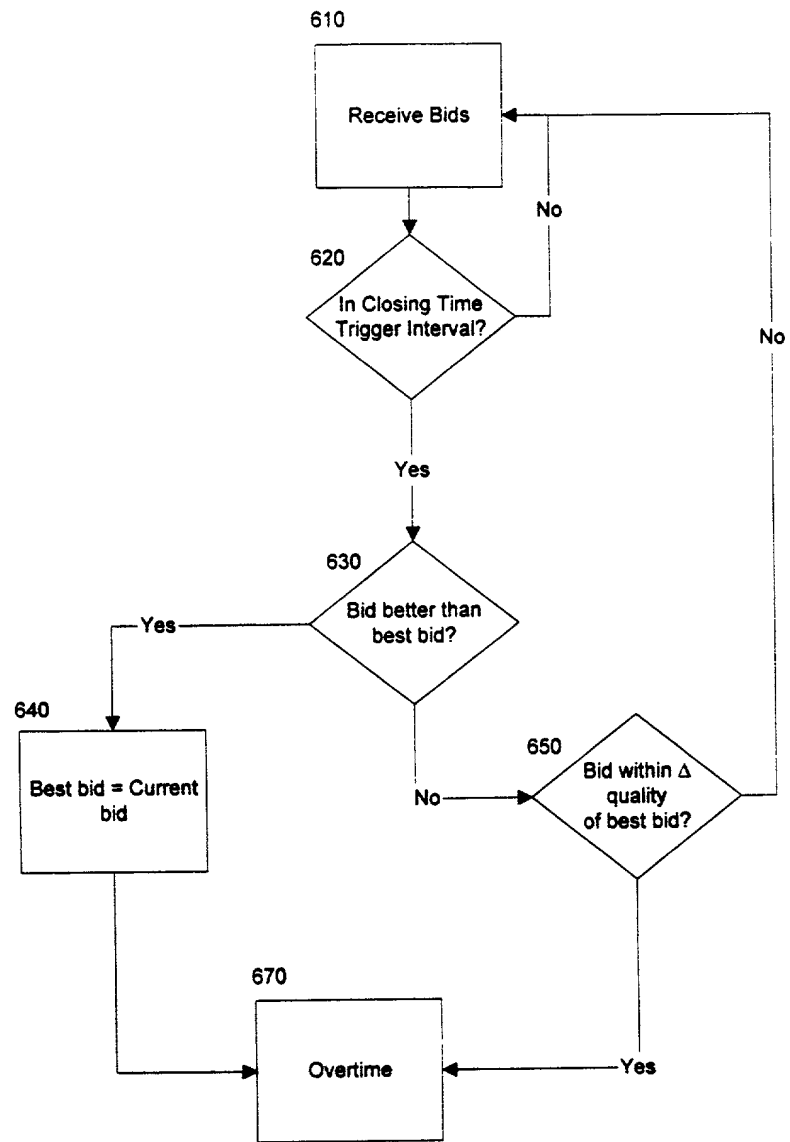 610
Receive Bids
No
620
In Closing Time
Trigger Interval?
No
Yes
630
Bid better than
best bid?
Yes
640
650
Best bid = Current
bid
Bid within Δ
quality
of best bid?
No
670
Overtime
Yes